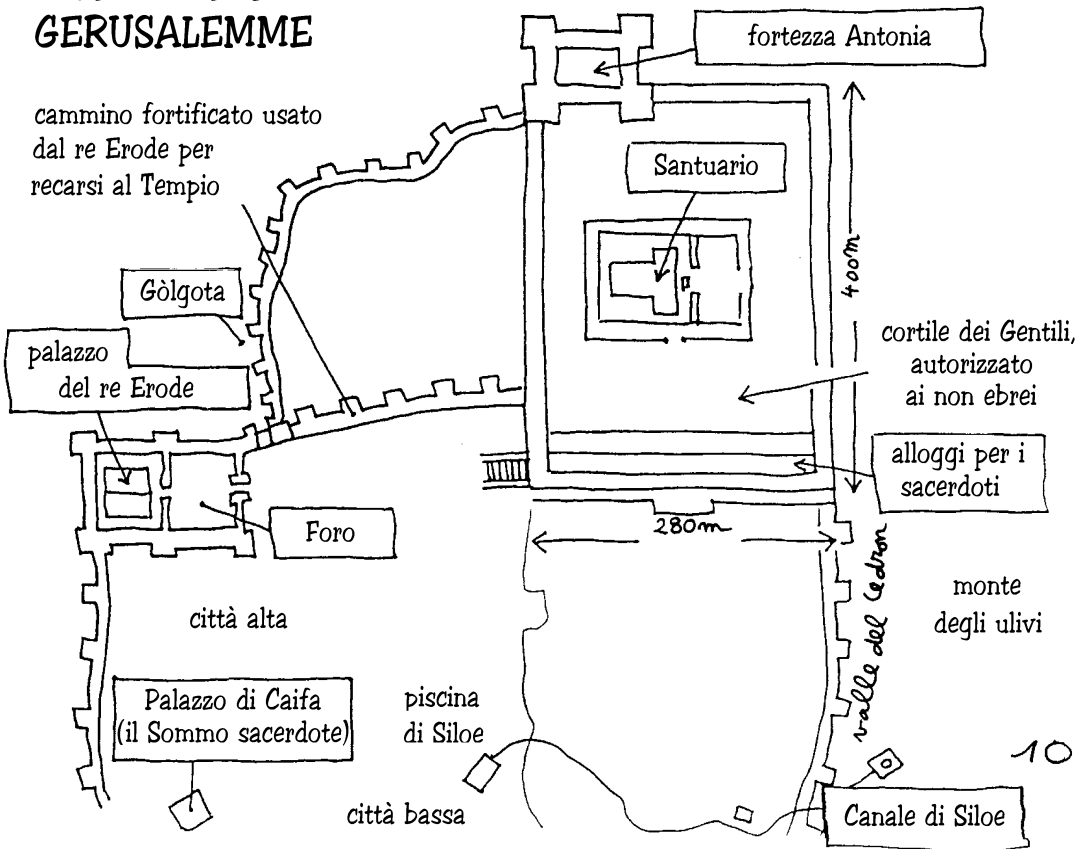 GERUSALEMME
fortezza Antonia
cammino fortificato usato
dal re Erode per
recarsi al Tempio
Santuario
400m
Gòlgota
palazzo
del re Erode
cortile dei Gentili,
autorizzato
ai non ebrei
alloggi per i
sacerdoti
Foro
280m
valle del Cedron
monte
degli ulivi
città alta
Palazzo di Caifa
(il Sommo sacerdote)
piscina
di Siloe
10
città bassa
Canale di Siloe